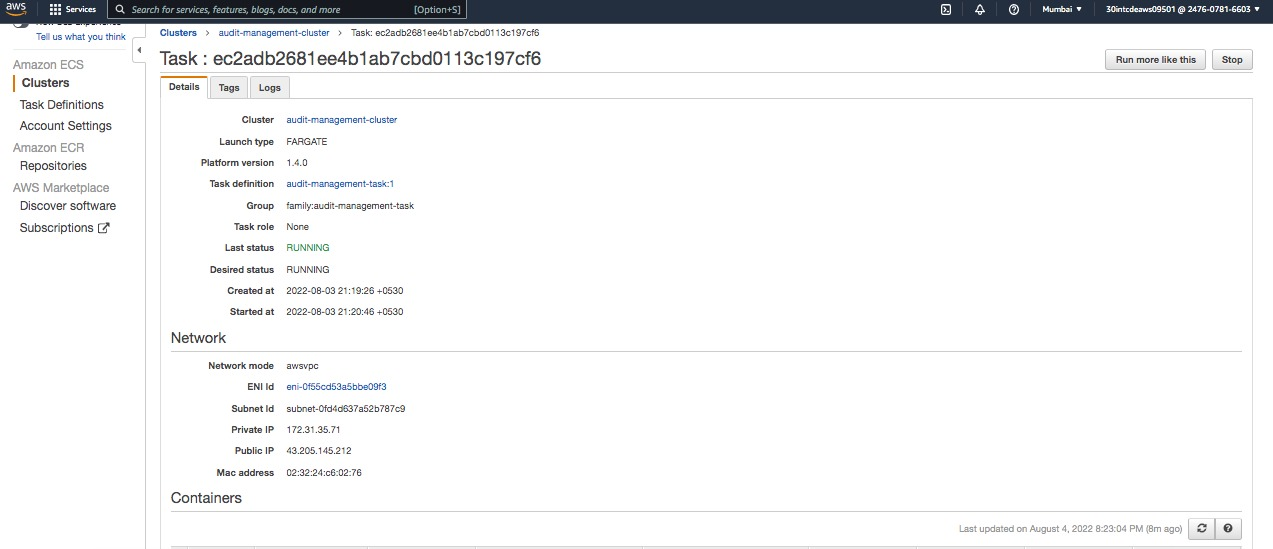 aws Services Search for services, features, blogs, docs, and more [Option+S] Mumbai 30intcdeaws09501 @ 2476-0781-6603
Tell us what you think
Amazon ECS
Clusters
Task Definitions
Account Settings
Amazon ECR
Repositories
AWS Marketplace
Discover software
Subscriptions
Clusters > audit-management-cluster > Task: ec2adb2681ee4b1ab7cbd0113c197cf6
Task : ec2adb2681ee4b1ab7cbd0113c197cf6
Run more like this Stop
Details Tags Logs
Cluster audit-management-cluster
Launch type FARGATE
Platform version 1.4.0
Task definition audit-management-task:1
Group family:audit-management-task
Task role None
Last status RUNNING
Desired status RUNNING
Created at 2022-08-03 21:19:26 +0530
Started at 2022-08-03 21:20:46 +0530
Network
Network mode awsvpc
ENI Id eni-0f55cd53a5bbe09f3
Subnet Id subnet-0fd4d637a52b787c9
Private IP 172.31.35.71
Public IP 43.205.145.212
Mac address 02:32:24:c6:02:76
Containers
Last updated on August 4, 2022 8:23:04 PM (8m ago)